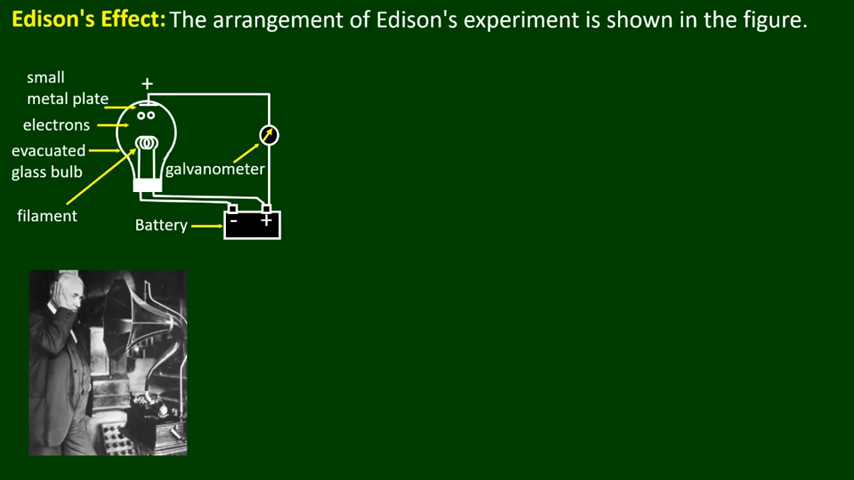 Edison's Effect: The arrangement of Edison's experiment is shown in the figure.
small
metal plate
+
electrons
evacuated
glass bulb
galvanometer
filament
Battery
- +